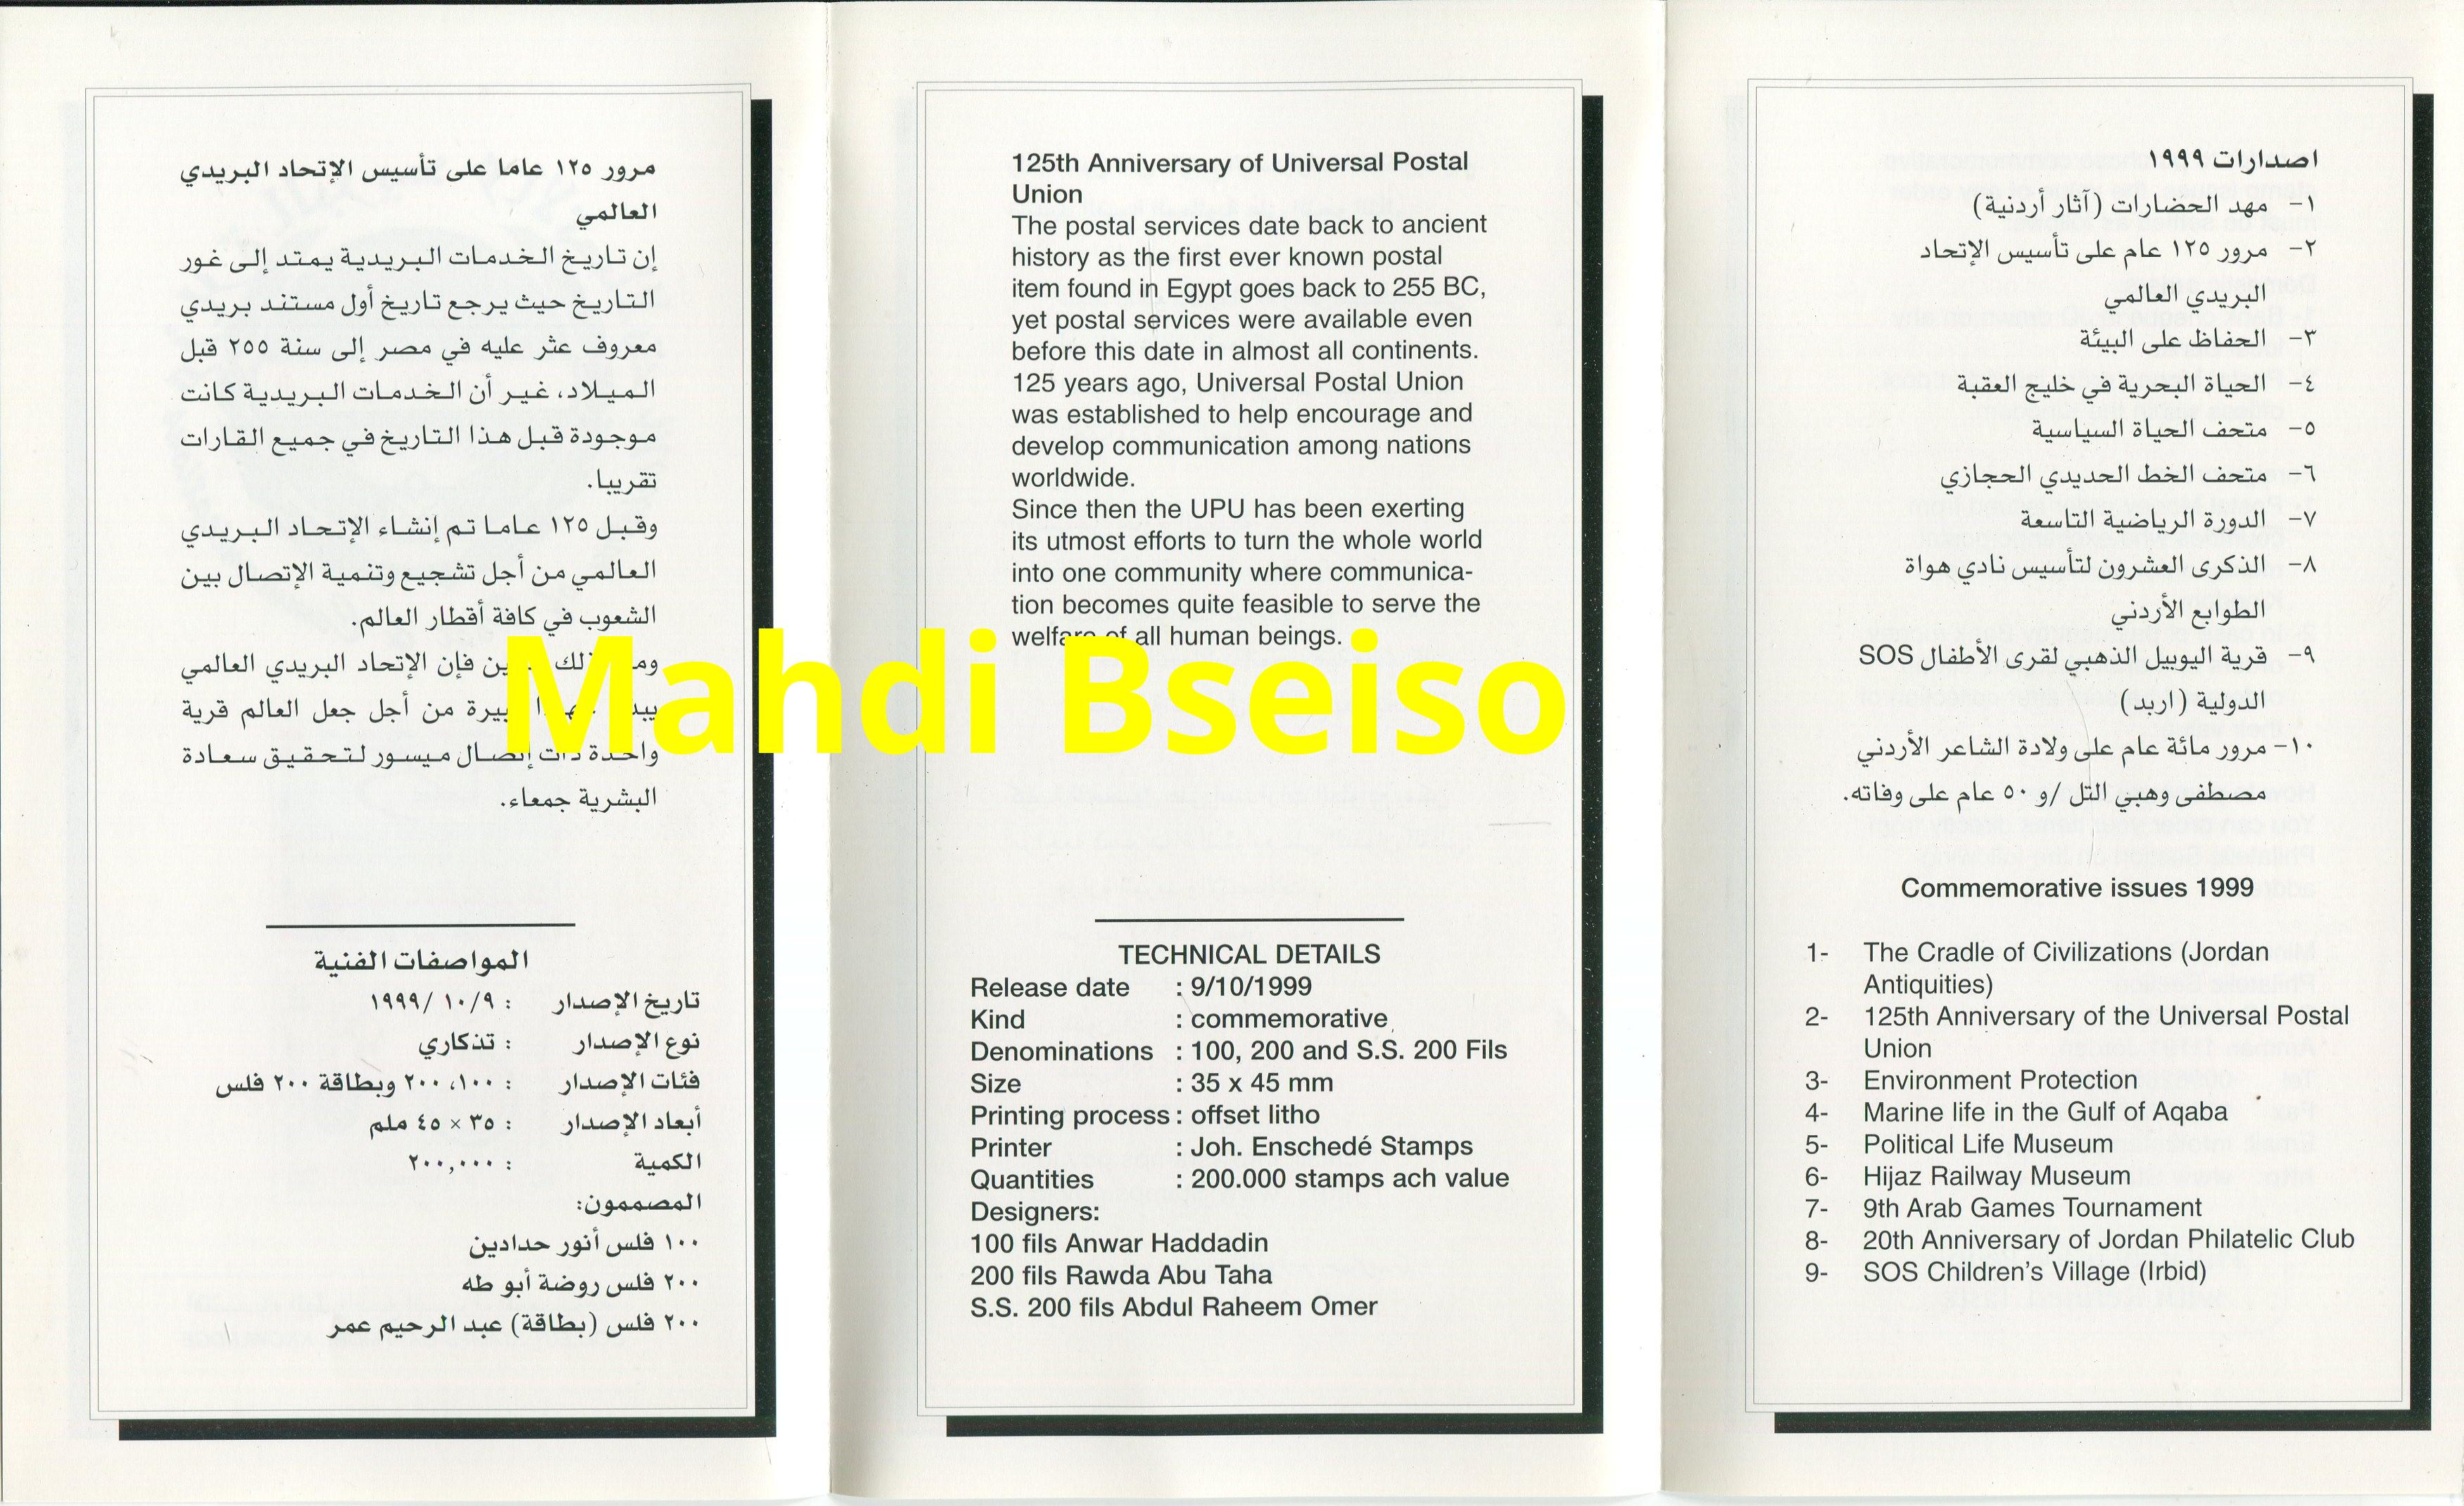 مرور ١٢٥ عاما على تأسيس الإتحاد البريدي
العالمي
إن تاريخ الخدمات البريدية يمتد إلى غور
التاريخ حيث يرجع تاريخ أول مستند بريدي
معروف عثر عليه في مصر إلى سنة ٢٥٥ قبل
الميلاد، غير أن الخدمات البريدية كانت
موجودة قبل هذا التاريخ في جميع القارات
تقريبا.
وقبل ١٢٥ عاما تم إنشاء الإتحاد البريدي
العالمي من أجل تشجيع وتنمية الإتصال بين
الشعوب في كافة أقطار العالم.
فإن الإتحاد البريدي العالمي
من أجل جعل العالم قرية
واحدة ذات إتصال ميسور لتحقيق سعادة
البشرية جمعاء.
المواصفات الفنية
تاريخ الإصدار : ١٩٩٩/ ١٠/٩
نوع الإصدار : تذكاري
فئات الإصدار : ١٠٠، ٢٠٠ وبطاقة ٢٠٠ فلس
أبعاد الإصدار : ٣٥ × ٤٥ ملم
الكمية : ٢٠٠,٠٠٠
المصممون:
١٠٠ فلس أنور حدادين
٢٠٠ فلس روضة أبو طه
٢٠٠ فلس (بطاقة) عبد الرحيم عمر
125th Anniversary of Universal Postal
Union
The postal services date back to ancient
history as the first ever known postal
item found in Egypt goes back to 255 BC,
yet postal services were available even
before this date in almost all continents.
125 years ago, Universal Postal Union
was established to help encourage and
develop communication among nations
worldwide.
Since then the UPU has been exerting
its utmost efforts to turn the whole world
into one community where communica-
tion becomes quite feasible to serve the
welfare of all human beings.
Mahdi Bseiso
TECHNICAL DETAILS
Release date : 9/10/1999
Kind : commemorative
Denominations : 100, 200 and S.S. 200 Fils
Size : 35 x 45 mm
Printing process : offset litho
Printer : Joh. Enschedé Stamps
Quantities : 200.000 stamps ach value
Designers:
100 fils Anwar Haddadin
200 fils Rawda Abu Taha
S.S. 200 fils Abdul Raheem Omer
اصدارات ١٩٩٩
١- مهد الحضارات (آثار أردنية)
٢- مرور ١٢٥ عام على تأسيس الإتحاد
البريدي العالمي
٣- الحفاظ على البيئة
٤- الحياة البحرية في خليج العقبة
٥- متحف الحياة السياسية
٦- متحف الخط الحديدي الحجازي
٧- الدورة الرياضية التاسعة
٨- الذكرى العشرون لتأسيس نادي هواة
الطوابع الأردني
٩- قرية اليوبيل الذهبي لقرى الأطفال SOS
الدولية (اربد)
١٠- مرور مائة عام على ولادة الشاعر الأردني
مصطفى وهبي التل /و ٥٠ عام على وفاته.
Commemorative issues 1999
1- The Cradle of Civilizations (Jordan
Antiquities)
2- 125th Anniversary of the Universal Postal
Union
3- Environment Protection
4- Marine life in the Gulf of Aqaba
5- Political Life Museum
6- Hijaz Railway Museum
7- 9th Arab Games Tournament
8- 20th Anniversary of Jordan Philatelic Club
9- SOS Children's Village (Irbid)